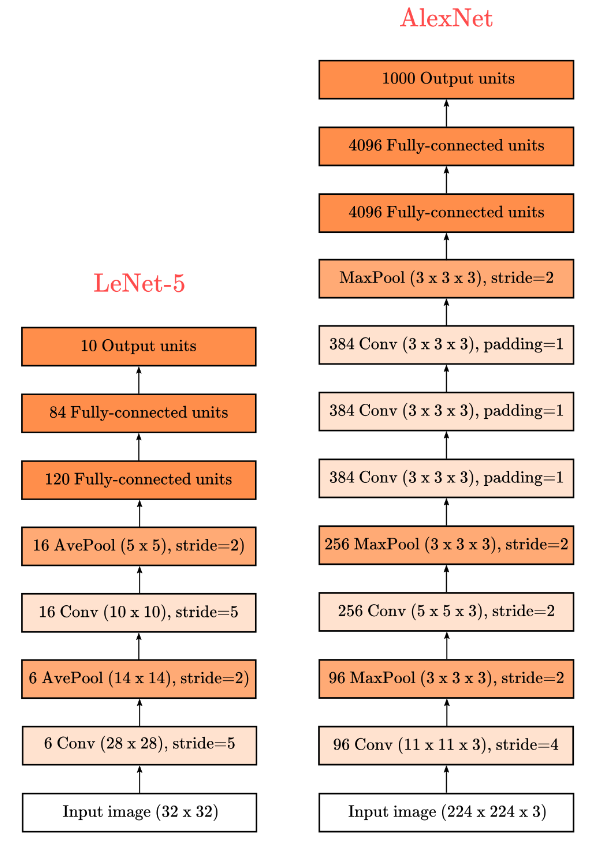 AlexNet
1000 Output units
4096 Fully-connected units
4096 Fully-connected units
MaxPool (3 x 3 x 3), stride=2
384 Conv (3 x 3 x 3), padding=1
384 Conv (3 x 3 x 3), padding=1
384 Conv (3 x 3 x 3), padding=1
256 MaxPool (3 x 3 x 3), stride=2
256 Conv (5 x 5 x 3), stride=2
96 MaxPool (3 x 3 x 3), stride=2
96 Conv (11 x 11 x 3), stride=4
Input image (224 x 224 x 3)
LeNet-5
10 Output units
84 Fully-connected units
120 Fully-connected units
16 AvePool (5 x 5), stride=2)
16 Conv (10 x 10), stride=5
6 AvePool (14 x 14), stride=2)
6 Conv (28 x 28), stride=5
Input image (32 x 32)